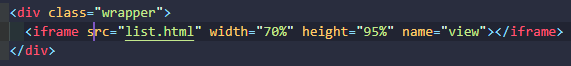 <div class="wrapper">
<iframe src="list.html" width="70%" height="95%" name="view"></iframe>
</div>